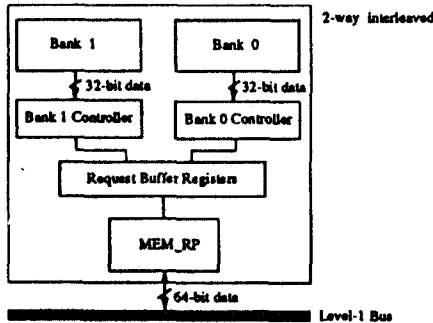 2-way interleaved
Bank 1
Bank 0
32-bit data
32-bit data
Bank 1 Controller
Bank 0 Controller
Request Buffer Registers
MEM_RP
64-bit data
Level-1 Bus